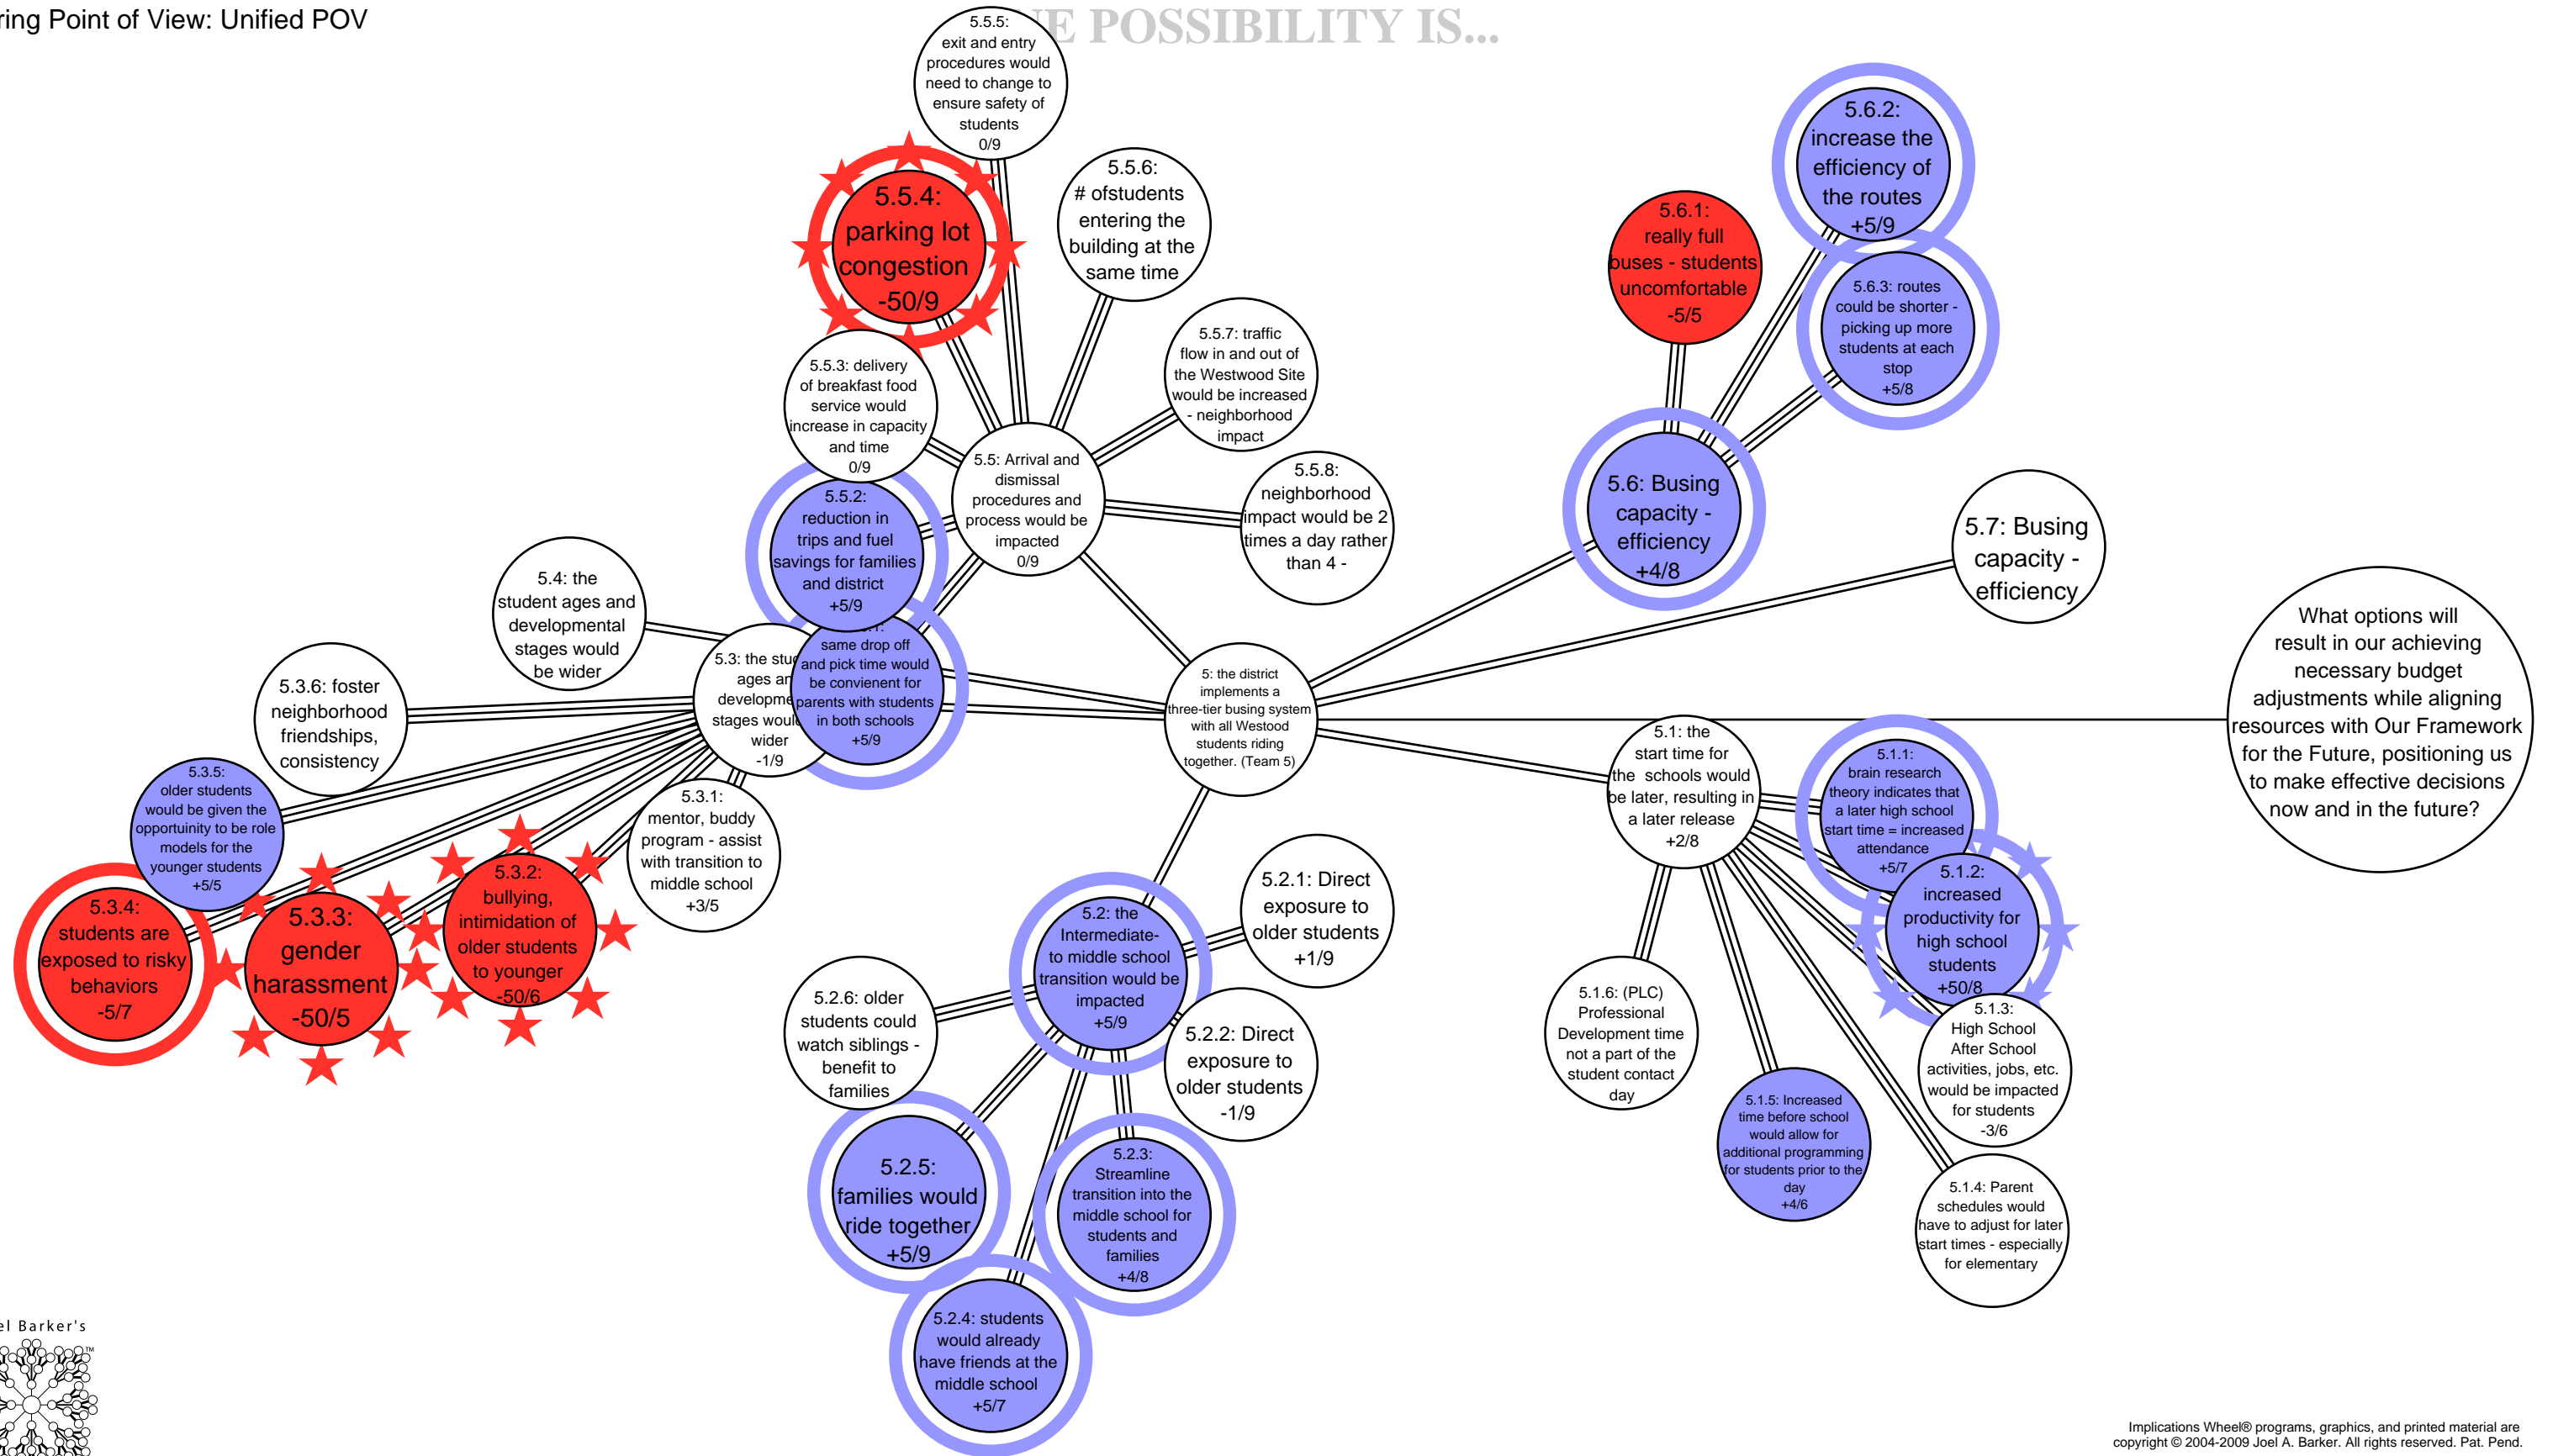 ring Point of View: Unified POV
E POSSIBILITY IS...
5.5.5:
exit and entry
procedures would
need to change to
ensure safety of
students
0/9
5.5.4:
parking lot
congestion
-50/9
5.5.6:
# ofstudents
entering the
building at the
same time
5.5.3: delivery
of breakfast food
service would
increase in capacity
and time
0/9
5.5.7: traffic
flow in and out of
the Westwood Site
would be increased
- neighborhood
impact
5.5.8:
neighborhood
impact would be 2
times a day rather
than 4 -
5.5: Arrival and
dismissal
procedures and
process would be
impacted
0/9
5.5.2:
reduction in
trips and fuel
savings for families
and district
+5/9
same drop off
and pick time would
be convienent for
parents with students
in both schools
+5/9
5.6.2:
increase the
efficiency of
the routes
+5/9
5.6.1:
really full
buses - students
uncomfortable
-5/5
5.6.3: routes
could be shorter -
picking up more
students at each
stop
+5/8
5.6: Busing
capacity -
efficiency
+4/8
5.7: Busing
capacity -
efficiency
What options will
result in our achieving
necessary budget
adjustments while aligning
resources with Our Framework
for the Future, positioning us
to make effective decisions
now and in the future?
5: the district
implements a
three-tier busing system
with all Westood
students riding
together. (Team 5)
5.4: the
student ages and
developmental
stages would
be wider
5.3: the
ages
stages
wider
-1/9
5.3.6: foster
neighborhood
friendships,
consistency
5.3.5:
older students
would be given the
opportuinity to be role
models for the
younger students
+5/5
5.3.4:
students are
exposed to risky
behaviors
-5/7
5.3.3:
gender
harassment
-50/5
5.3.2:
bullying,
intimidation of
older students
to younger
-50/6
5.3.1:
mentor, buddy
program - assist
with transition to
middle school
+3/5
5.2: the
Intermediate-
to middle school
transition would be
impacted
+5/9
5.2.1: Direct
exposure to
older students
+1/9
5.2.2: Direct
exposure to
older students
-1/9
5.2.3:
Streamline
transition into the
middle school for
students and
families
+4/8
5.2.4: students
would already
have friends at the
middle school
+5/7
5.2.5:
families would
ride together
+5/9
5.2.6: older
students could
watch siblings -
benefit to
families
5.1: the
start time for
the schools would
be later, resulting in
a later release
+2/8
5.1.1:
brain research
theory indicates that
a later high school
start time = increased
attendance
+5/7
5.1.2:
increased
productivity for
high school
students
+50/8
5.1.3:
High School
After School
activities, jobs, etc.
would be impacted
for students
-3/6
5.1.4: Parent
schedules would
have to adjust for later
start times - especially
for elementary
5.1.5: Increased
time before school
would allow for
additional programming
for students prior to the
day
+4/6
5.1.6: (PLC)
Professional
Development time
not a part of the
student contact
day
el Barker's
TM
Implications Wheel® programs, graphics, and printed material are
copyright © 2004-2009 Joel A. Barker. All rights reserved. Pat. Pend.